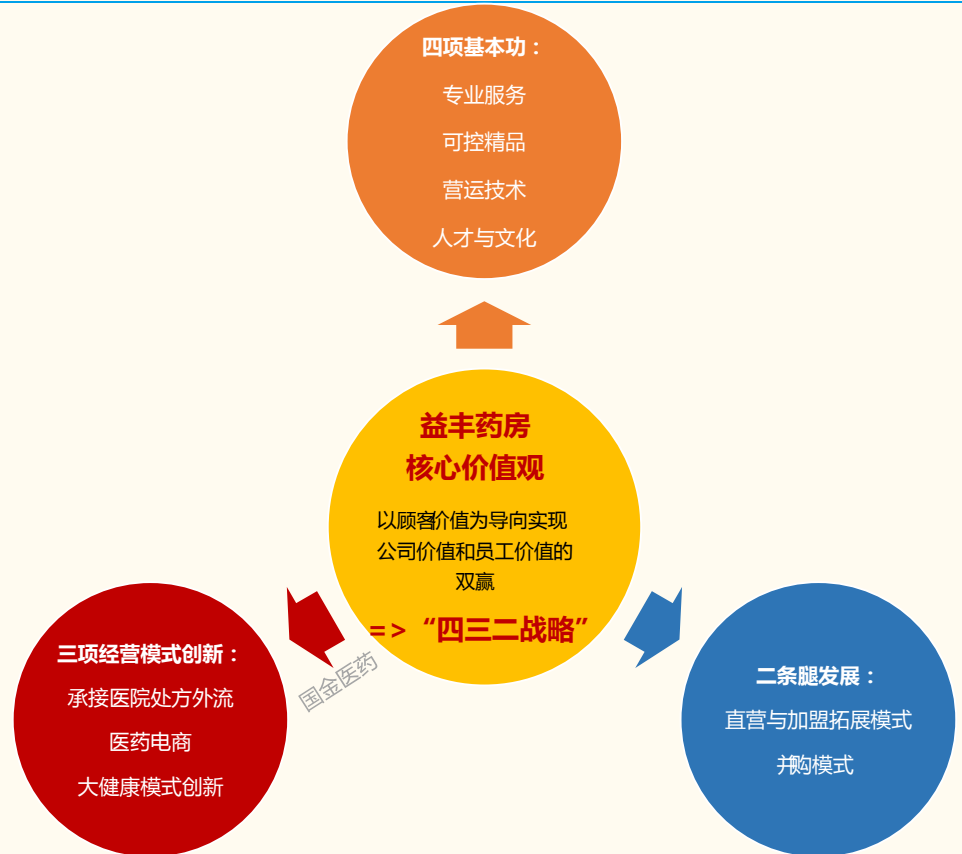 四项基本功：
专业服务
可控精品
营运技术
人才与文化
益丰药房
核心价值观
以顾客价值为导向实现
公司价值和员工价值的
双赢
=> “四三二战略”
三项经营模式创新：
承接医院处方外流
医药电商
大健康模式创新
国金医药
二条腿发展：
直营与加盟拓展模式
并购模式